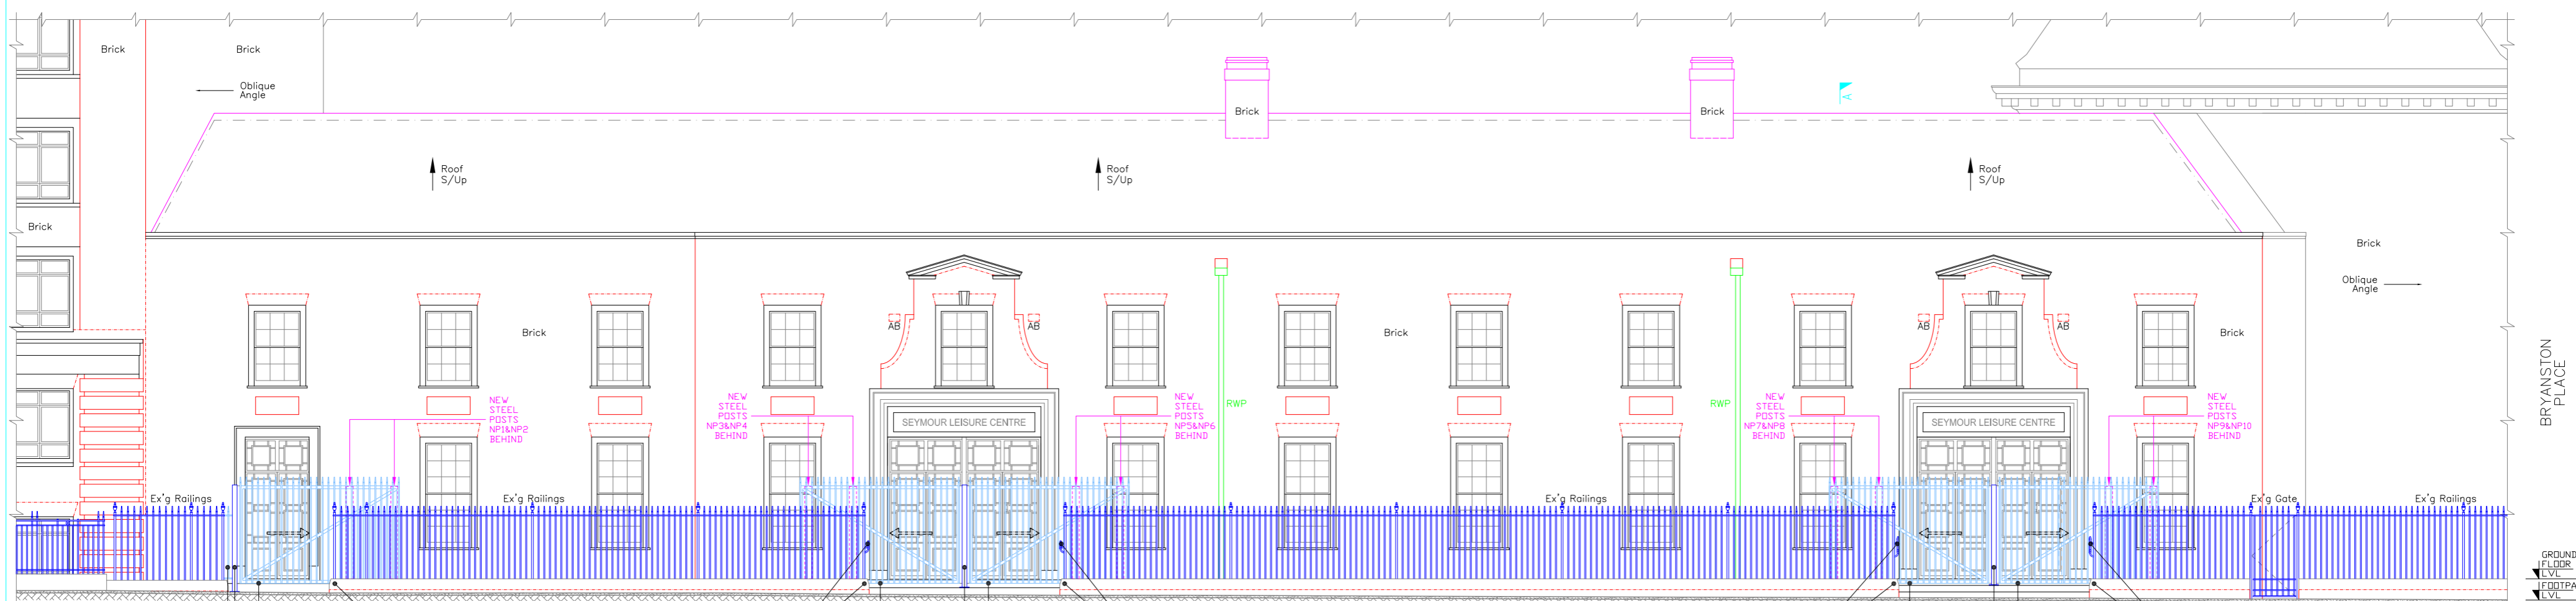 Brick
Brick
Oblique
Angle
Brick
Brick
A
Roof
S/Up
Roof
S/Up
Roof
S/Up
Brick
Brick
Oblique
Angle
Brick
AB
AB
Brick
AB
AB
Brick
BRYANSTON
PLACE
NEW
STEEL
POSTS
NP1&NP2
BEHIND
NEW
STEEL
POSTS
NP3&NP4
BEHIND
SEYMOUR LEISURE CENTRE
NEW
STEEL
POSTS
NP5&NP6
BEHIND
RWP
RWP
NEW
STEEL
POSTS
NP7&NP8
BEHIND
SEYMOUR LEISURE CENTRE
NEW
STEEL
POSTS
NP9&NP10
BEHIND
Ex'g Railings
Ex'g Railings
Ex'g Railings
Ex'g Gate
Ex'g Railings
GROUND
FLOOR
LVL
FOOTPA
LVL